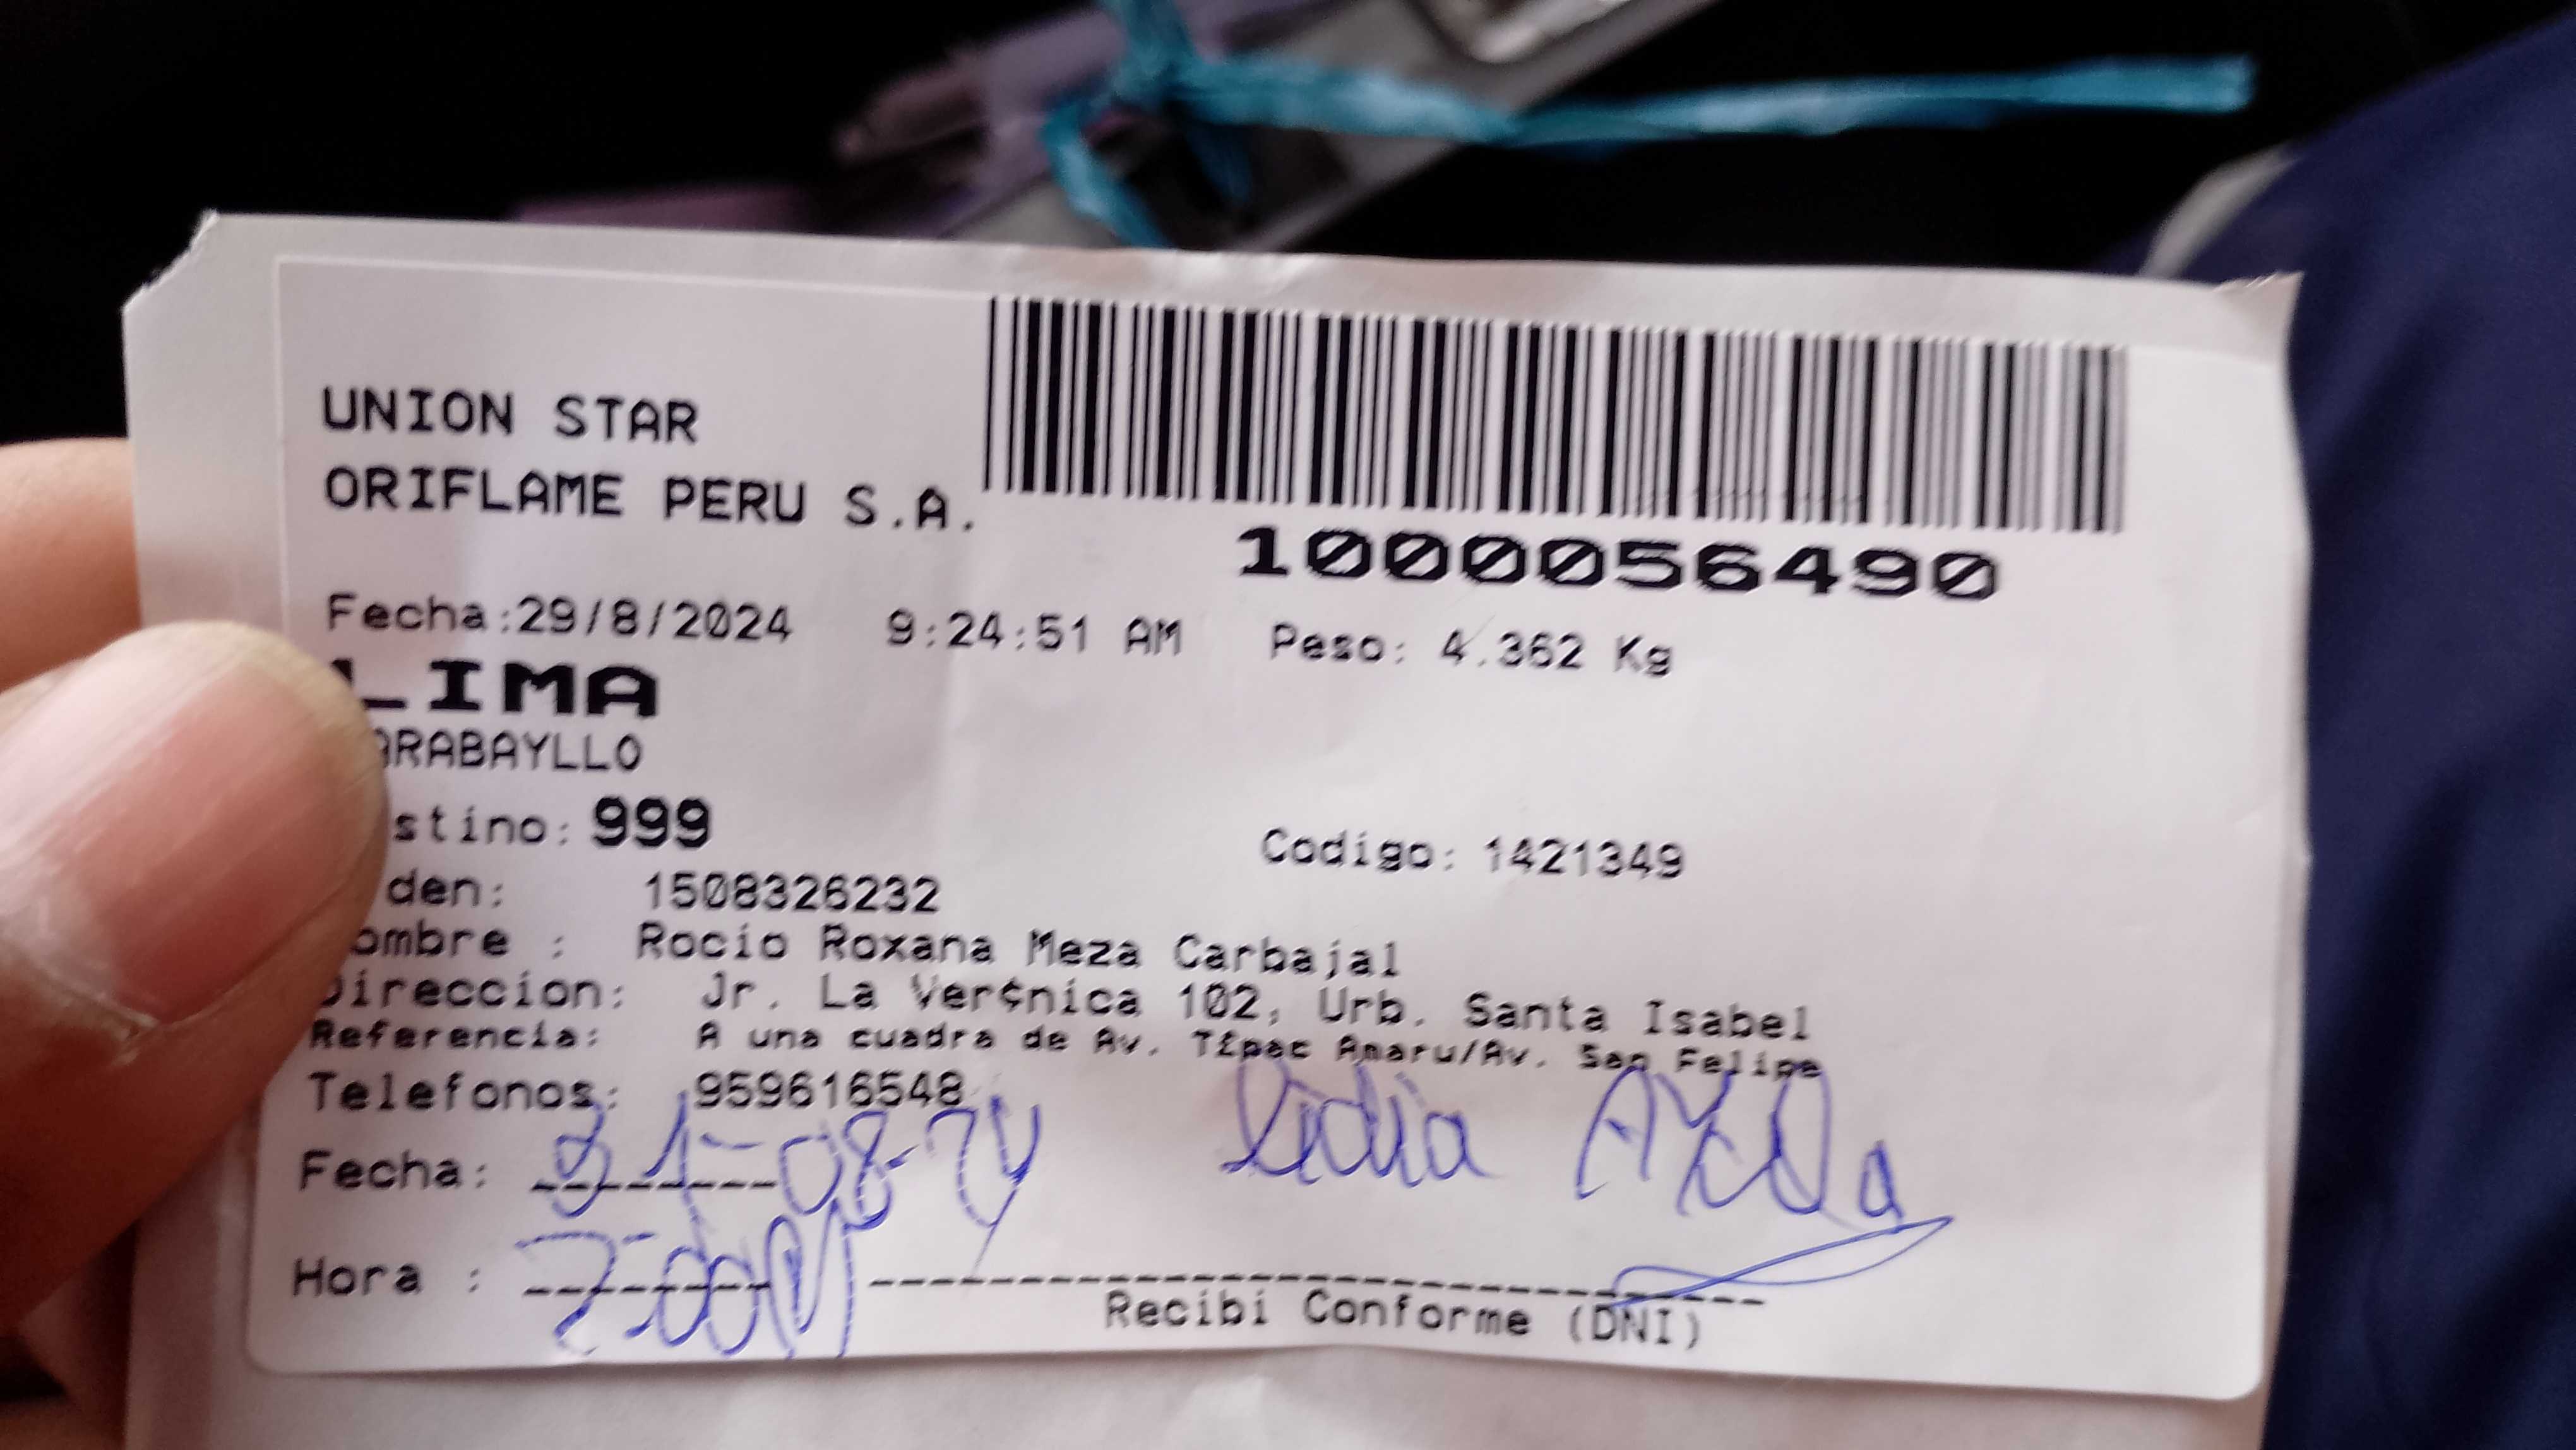 UNION STAR
ORIFLAME PERU S.A.
1000056490
Fecha:29/8/2024 9:24:51 AM Peso: 4.362 Kg
LIMA
ARABAYLLO
stino: 999
Codigo: 1421349
den: 1508326232
ombre : Rocio Roxana Meza Carbajal
Direccion: Jr. La Ver¢nica 102, Urb. Santa Isabel
Referencia: A una cuadra de Av. T£pac Amaru/Av. San Felipe
Telefonos: 959616548
Fecha: 31-08-24 lidia
Hora :
Recibi Conforme (DNI)